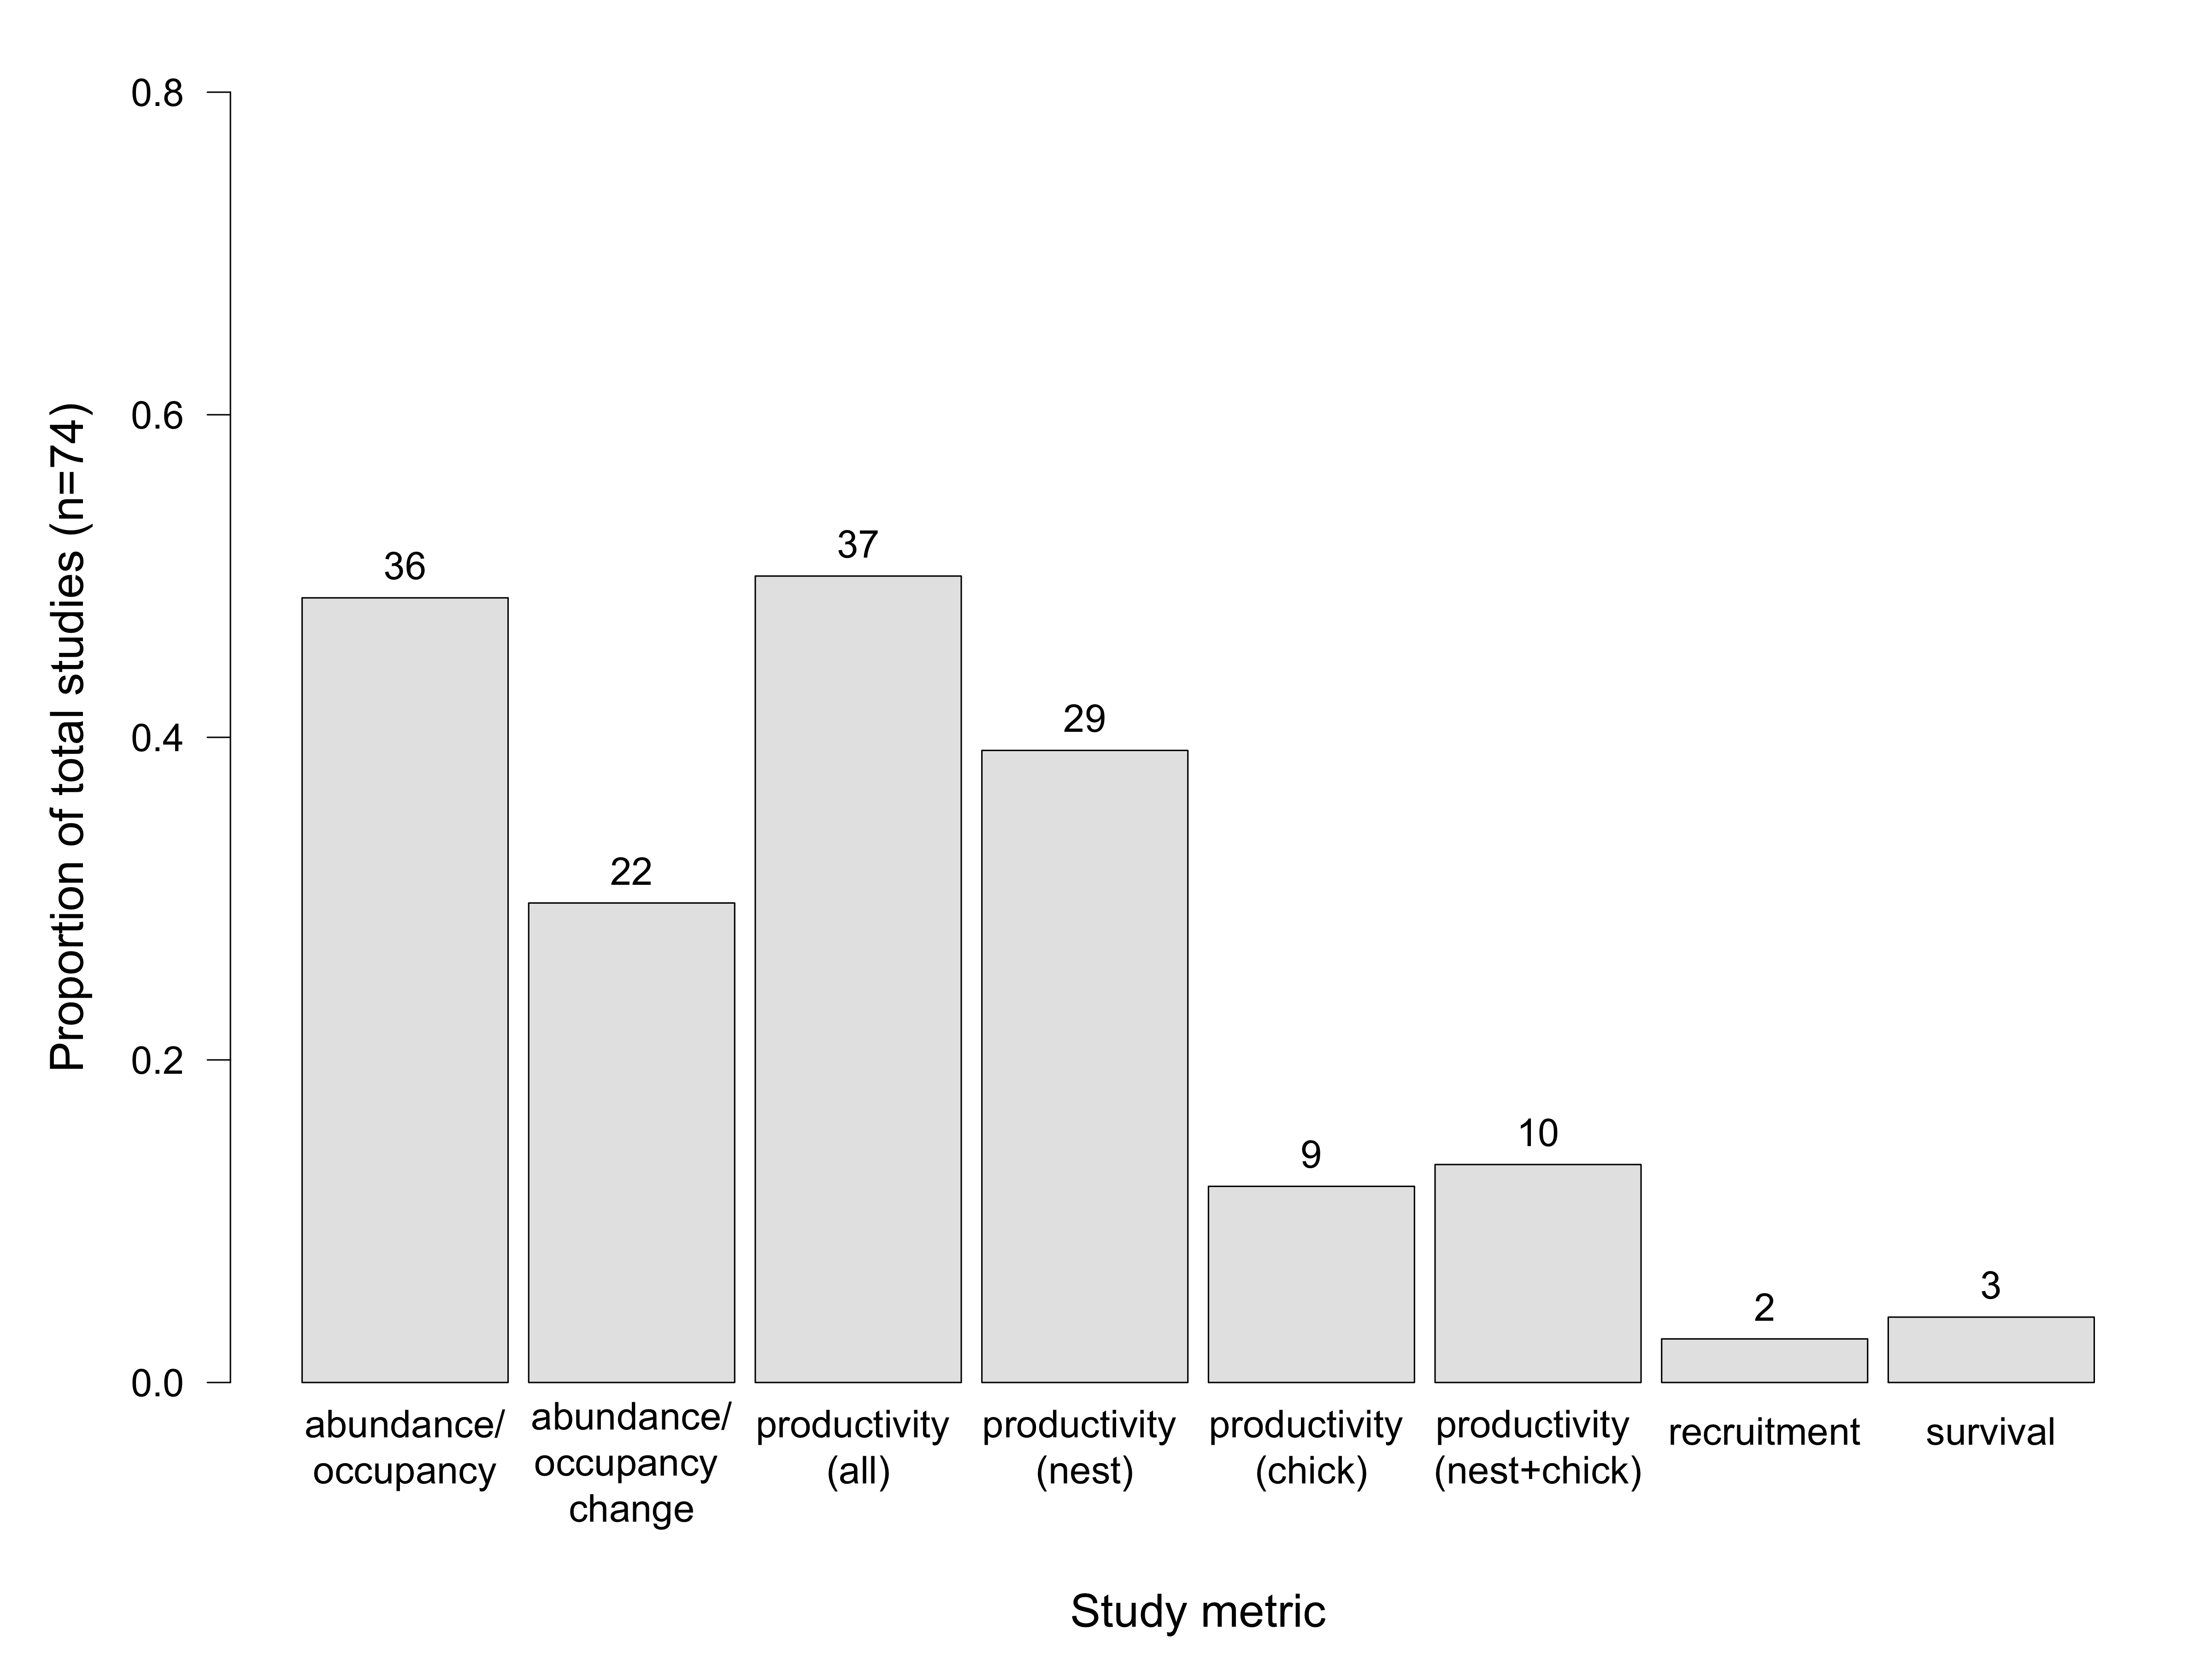 Proportion of total studies (n=74)
0.8
0.6
0.4
0.2
0.0
36
22
37
29
9
10
2
3
abundance/
occupancy
abundance/
occupancy
change
productivity
(all)
productivity
(nest)
productivity
(chick)
productivity
(nest+chick)
recruitment
survival
Study metric